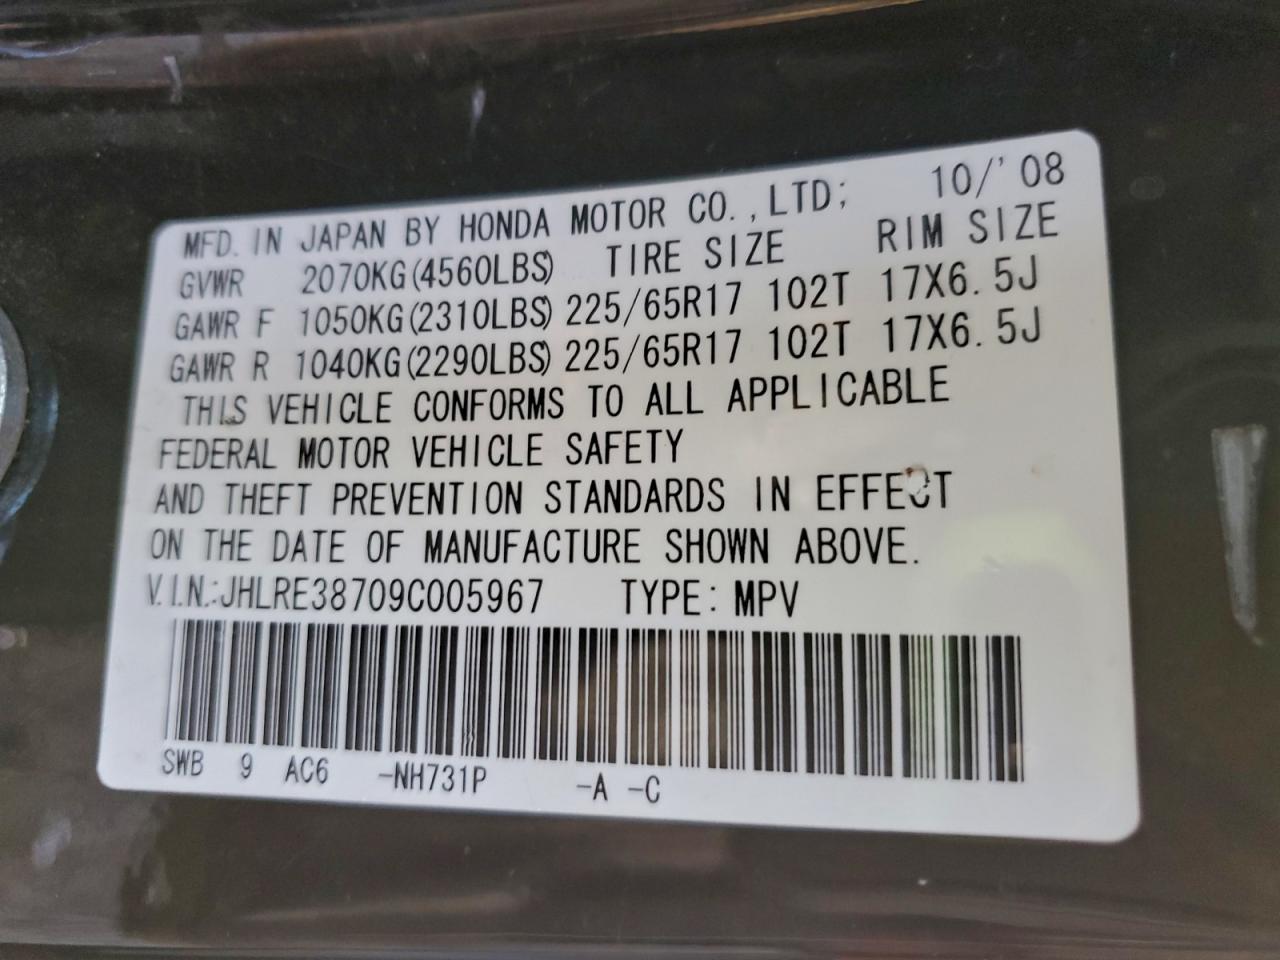 MFD. IN JAPAN BY HONDA MOTOR CO.,LTD; 10/'08
GVWR 2070KG(4560LBS) TIRE SIZE RIM SIZE
GAWR F 1050KG(2310LBS) 225/65R17 102T 17X6.5J
GAWR R 1040KG(2290LBS) 225/65R17 102T 17X6.5J
THIS VEHICLE CONFORMS TO ALL APPLICABLE
FEDERAL MOTOR VEHICLE SAFETY
AND THEFT PREVENTION STANDARDS IN EFFECT
ON THE DATE OF MANUFACTURE SHOWN ABOVE.
V.I.N.:JHLRE38709C005967 TYPE: MPV
SWB 9 AC6 -NH731P -A -C